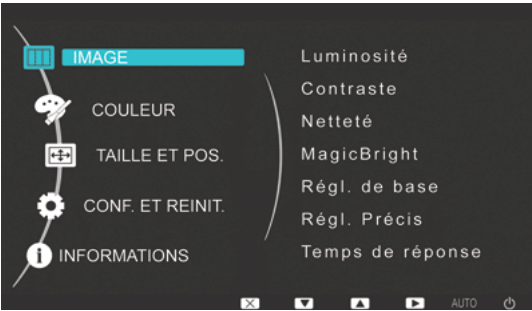 IMAGE
COULEUR
TAILLE ET POS.
CONF. ET REINIT.
INFORMATIONS
Luminosité
Contraste
Netteté
MagicBright
Régl. de base
Régl. Précis
Temps de réponse
AUTO